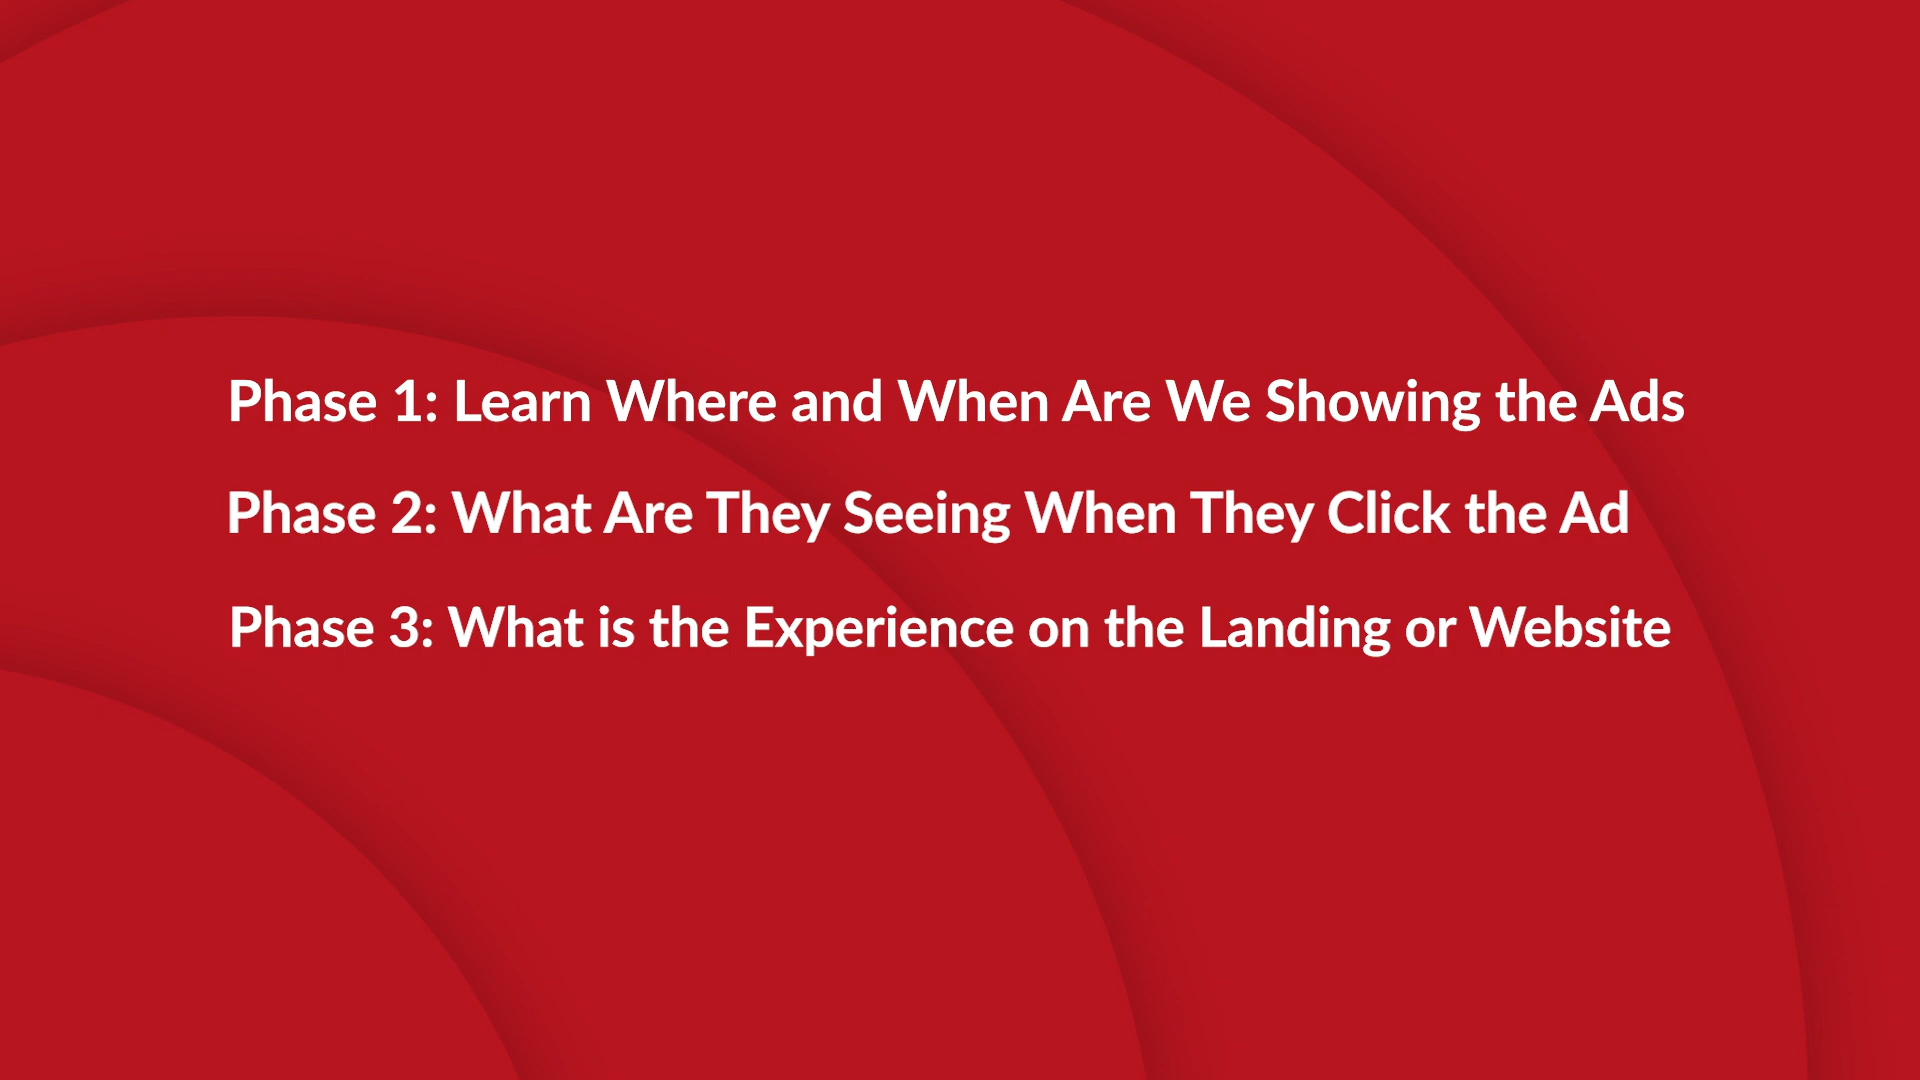 Phase 1: Learn Where and When Are We Showing the Ads
Phase 2: What Are They Seeing When They Click the Ad
Phase 3: What is the Experience on the Landing or Website